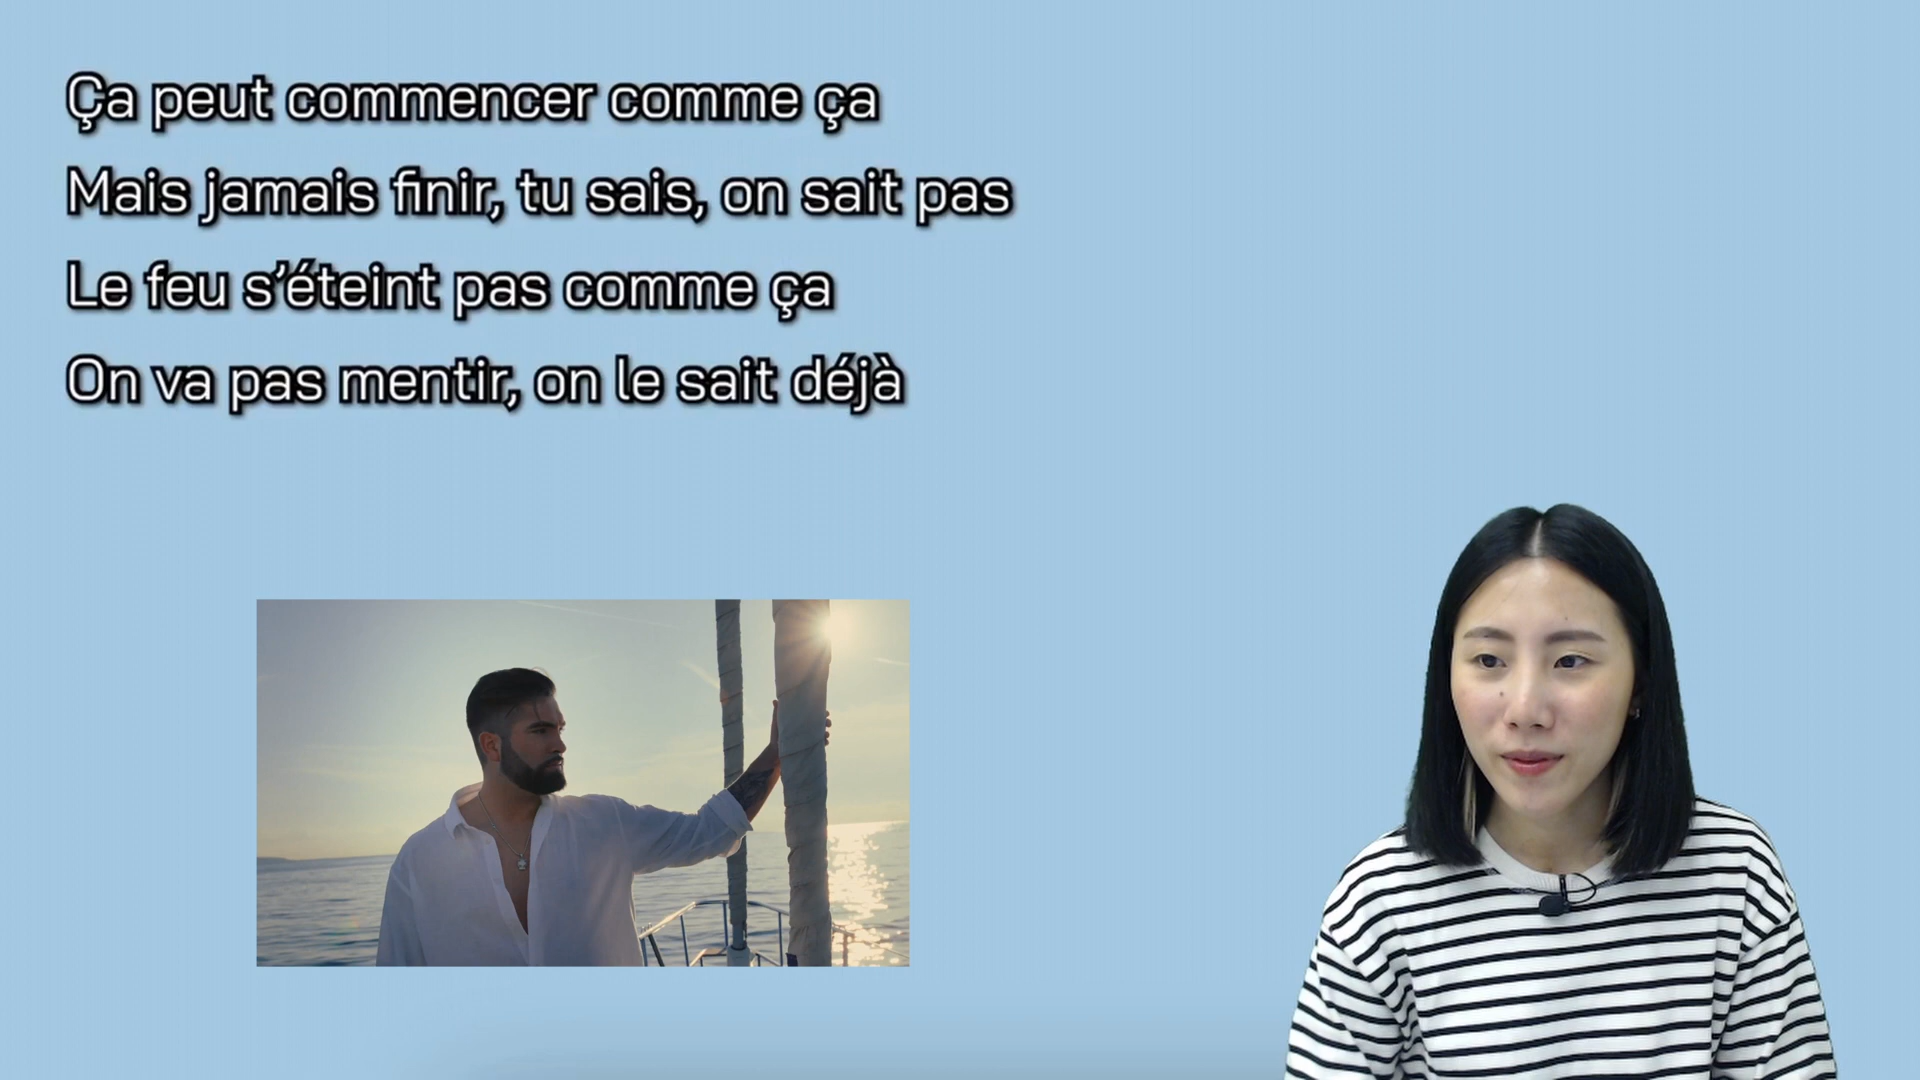 Ça peut commencer comme ça
Mais jamais finir, tu sais, on sait pas
Le feu s’éteint pas comme ça
On va pas mentir, on le sait déjà